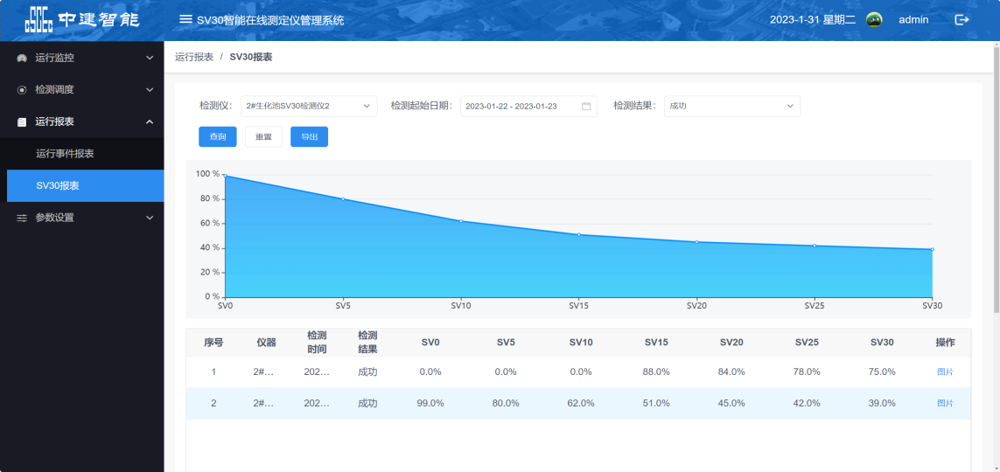 CSCEC 中建智能
SV30智能在线测定仪管理系统
2023-1-31 星期二
admin
运行监控
检测调度
运行报表
运行事件报表
SV30报表
参数设置
运行报表 / SV30报表
检测仪: 2#生化池SV30检测仪2 检测起始日期: 2023-01-22 - 2023-01-23 检测结果: 成功
查询 重置 导出
100 %
80 %
60 %
40 %
20 %
0 %
SV0 SV5 SV10 SV15 SV20 SV25 SV30
序号 仪器 检测时间 检测结果 SV0 SV5 SV10 SV15 SV20 SV25 SV30 操作
1 2#... 202... 成功 0.0% 0.0% 0.0% 88.0% 84.0% 78.0% 75.0% 图片
2 2#... 202... 成功 99.0% 80.0% 62.0% 51.0% 45.0% 42.0% 39.0% 图片